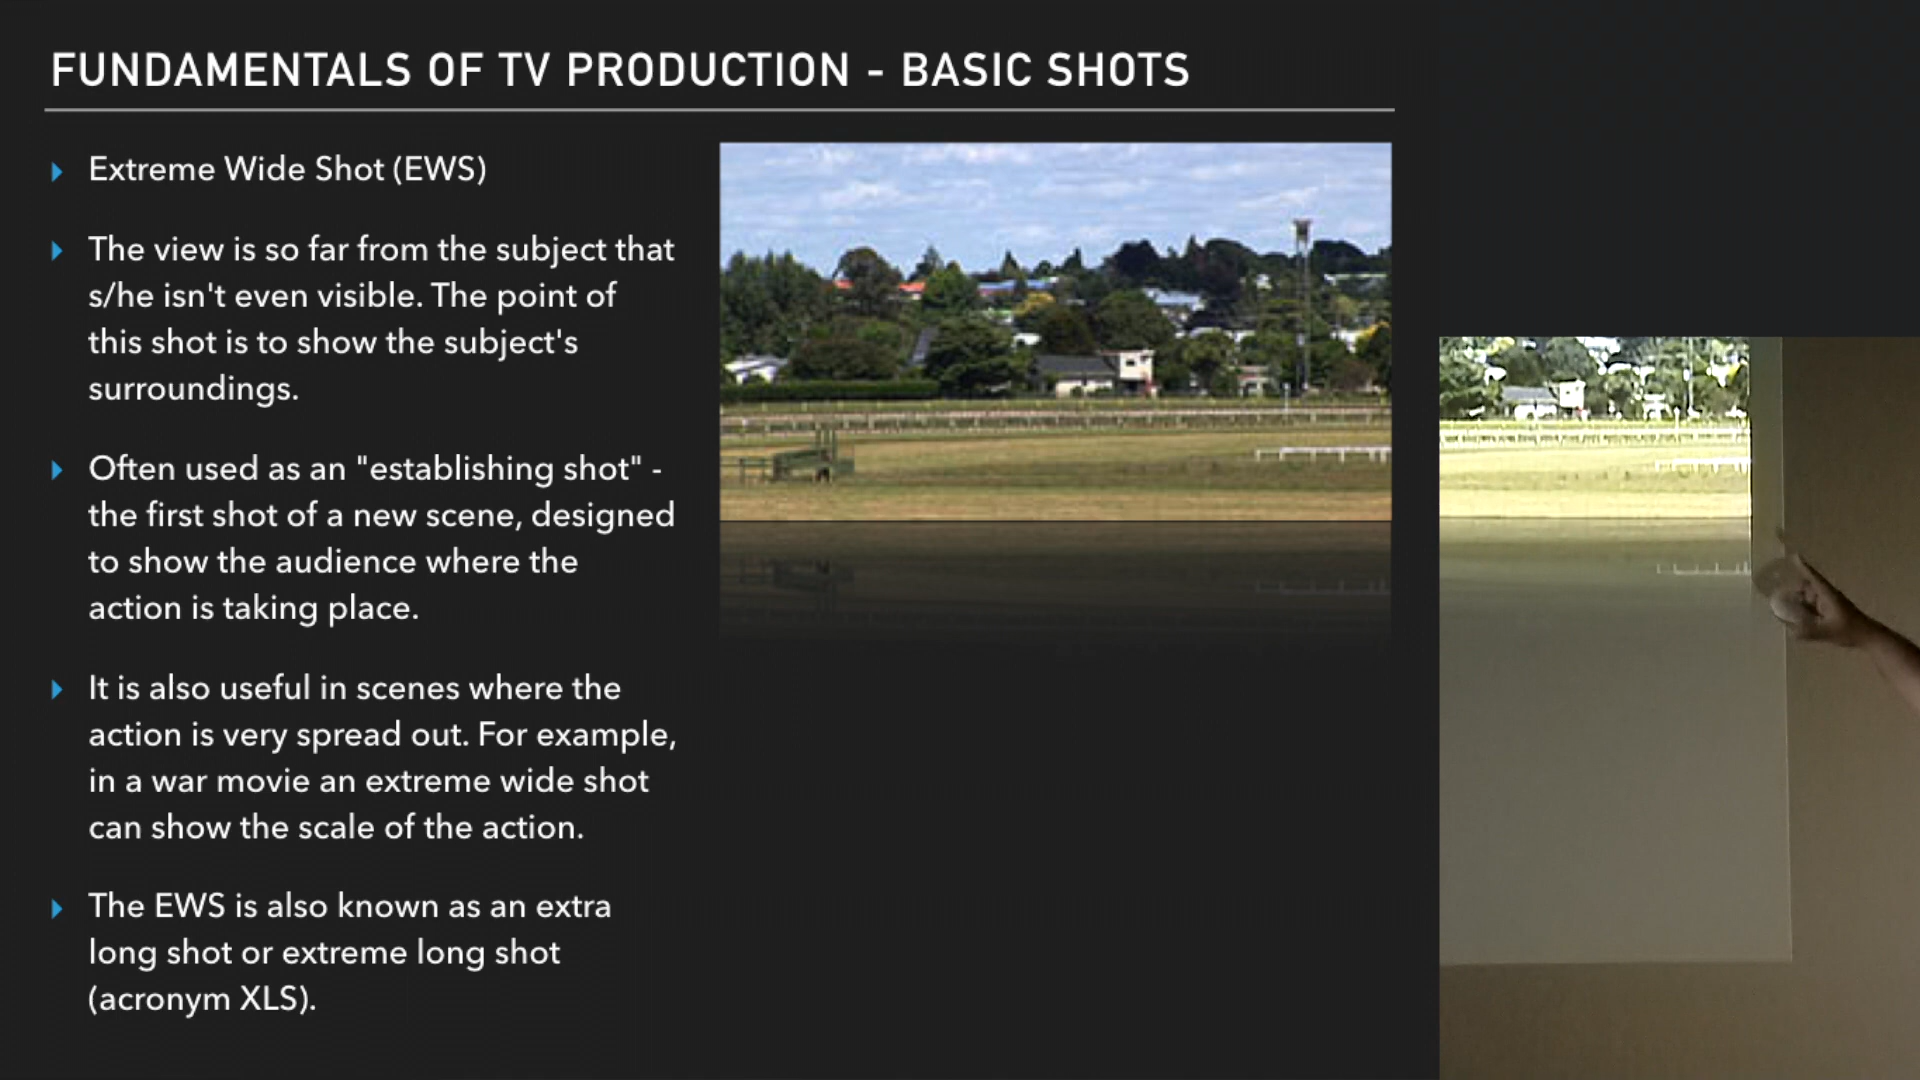 FUNDAMENTALS OF TV PRODUCTION - BASIC SHOTS
Extreme Wide Shot (EWS)
The view is so far from the subject that
s/he isn't even visible. The point of
this shot is to show the subject's
surroundings.
Often used as an "establishing shot" -
the first shot of a new scene, designed
to show the audience where the
action is taking place.
It is also useful in scenes where the
action is very spread out. For example,
in a war movie an extreme wide shot
can show the scale of the action.
The EWS is also known as an extra
long shot or extreme long shot
(acronym XLS).